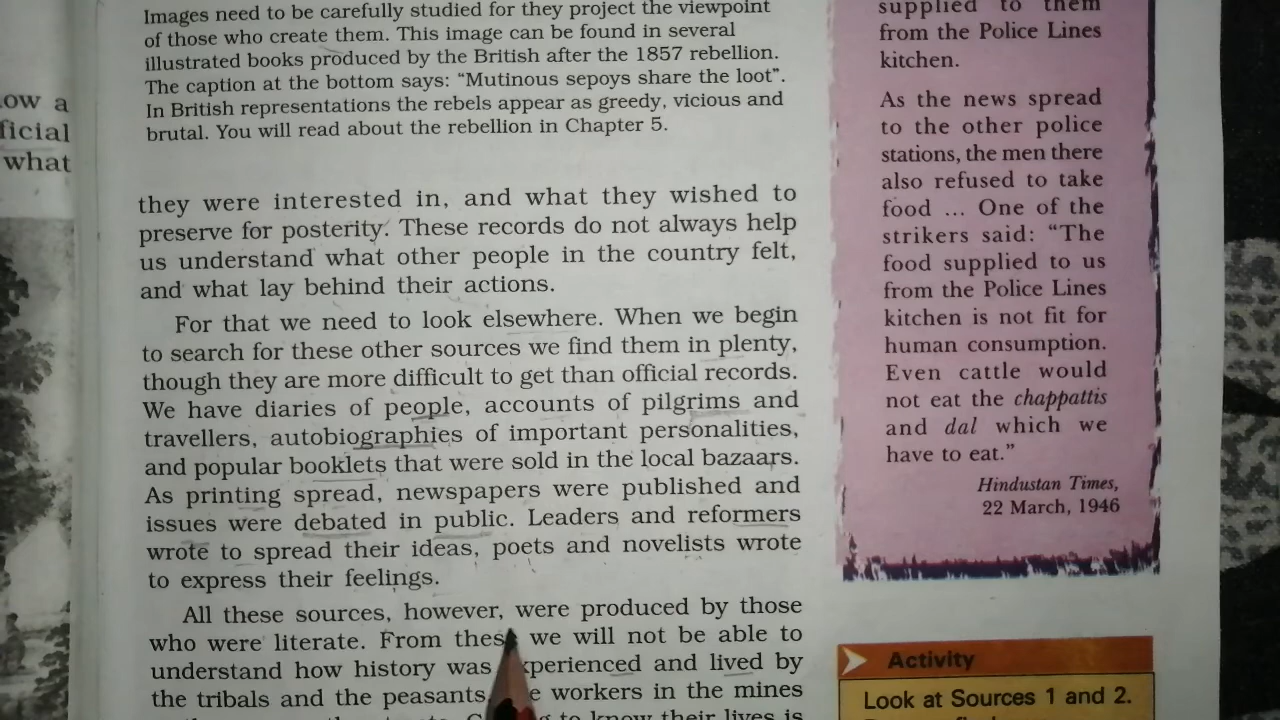 ow a
ficial
what
Images need to be carefully studied for they project the viewpoint
of those who create them. This image can be found in several
illustrated books produced by the British after the 1857 rebellion.
The caption at the bottom says: “Mutinous sepoys share the loot”.
In British representations the rebels appear as greedy, vicious and
brutal. You will read about the rebellion in Chapter 5.
they were interested in, and what they wished to
preserve for posterity. These records do not always help
us understand what other people in the country felt,
and what lay behind their actions.
For that we need to look elsewhere. When we begin
to search for these other sources we find them in plenty,
though they are more difficult to get than official records.
We have diaries of people, accounts of pilgrims and
travellers, autobiographies of important personalities,
and popular booklets that were sold in the local bazaars.
As printing spread, newspapers were published and
issues were debated in public. Leaders and reformers
wrote to spread their ideas, poets and novelists wrote
to express their feelings.
All these sources, however, were produced by those
who were literate. From these we will not be able to
understand how history was xperienced and lived by
the tribals and the peasants, e workers in the mines
to know their lives is
supplied to them
from the Police Lines
kitchen.
As the news spread
to the other police
stations, the men there
also refused to take
food ... One of the
strikers said: “The
food supplied to us
from the Police Lines
kitchen is not fit for
human consumption.
Even cattle would
not eat the chappattis
and dal which we
have to eat.”
Hindustan Times,
22 March, 1946
Activity
Look at Sources 1 and 2.